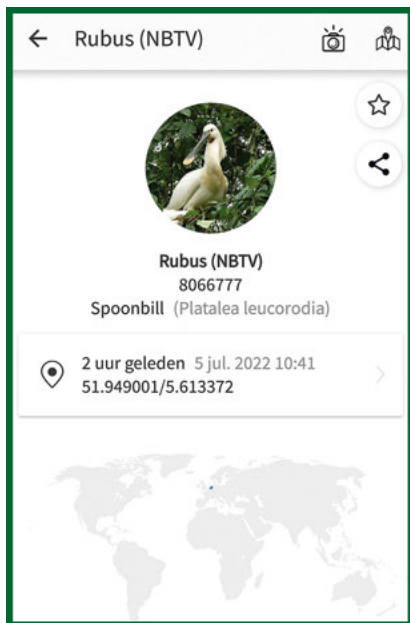 Rubus (NBTV)
Rubus (NBTV)
8066777
Spoonbill (Platalea leucorodia)
2 uur geleden 5 jul. 2022 10:41
51.949001/5.613372